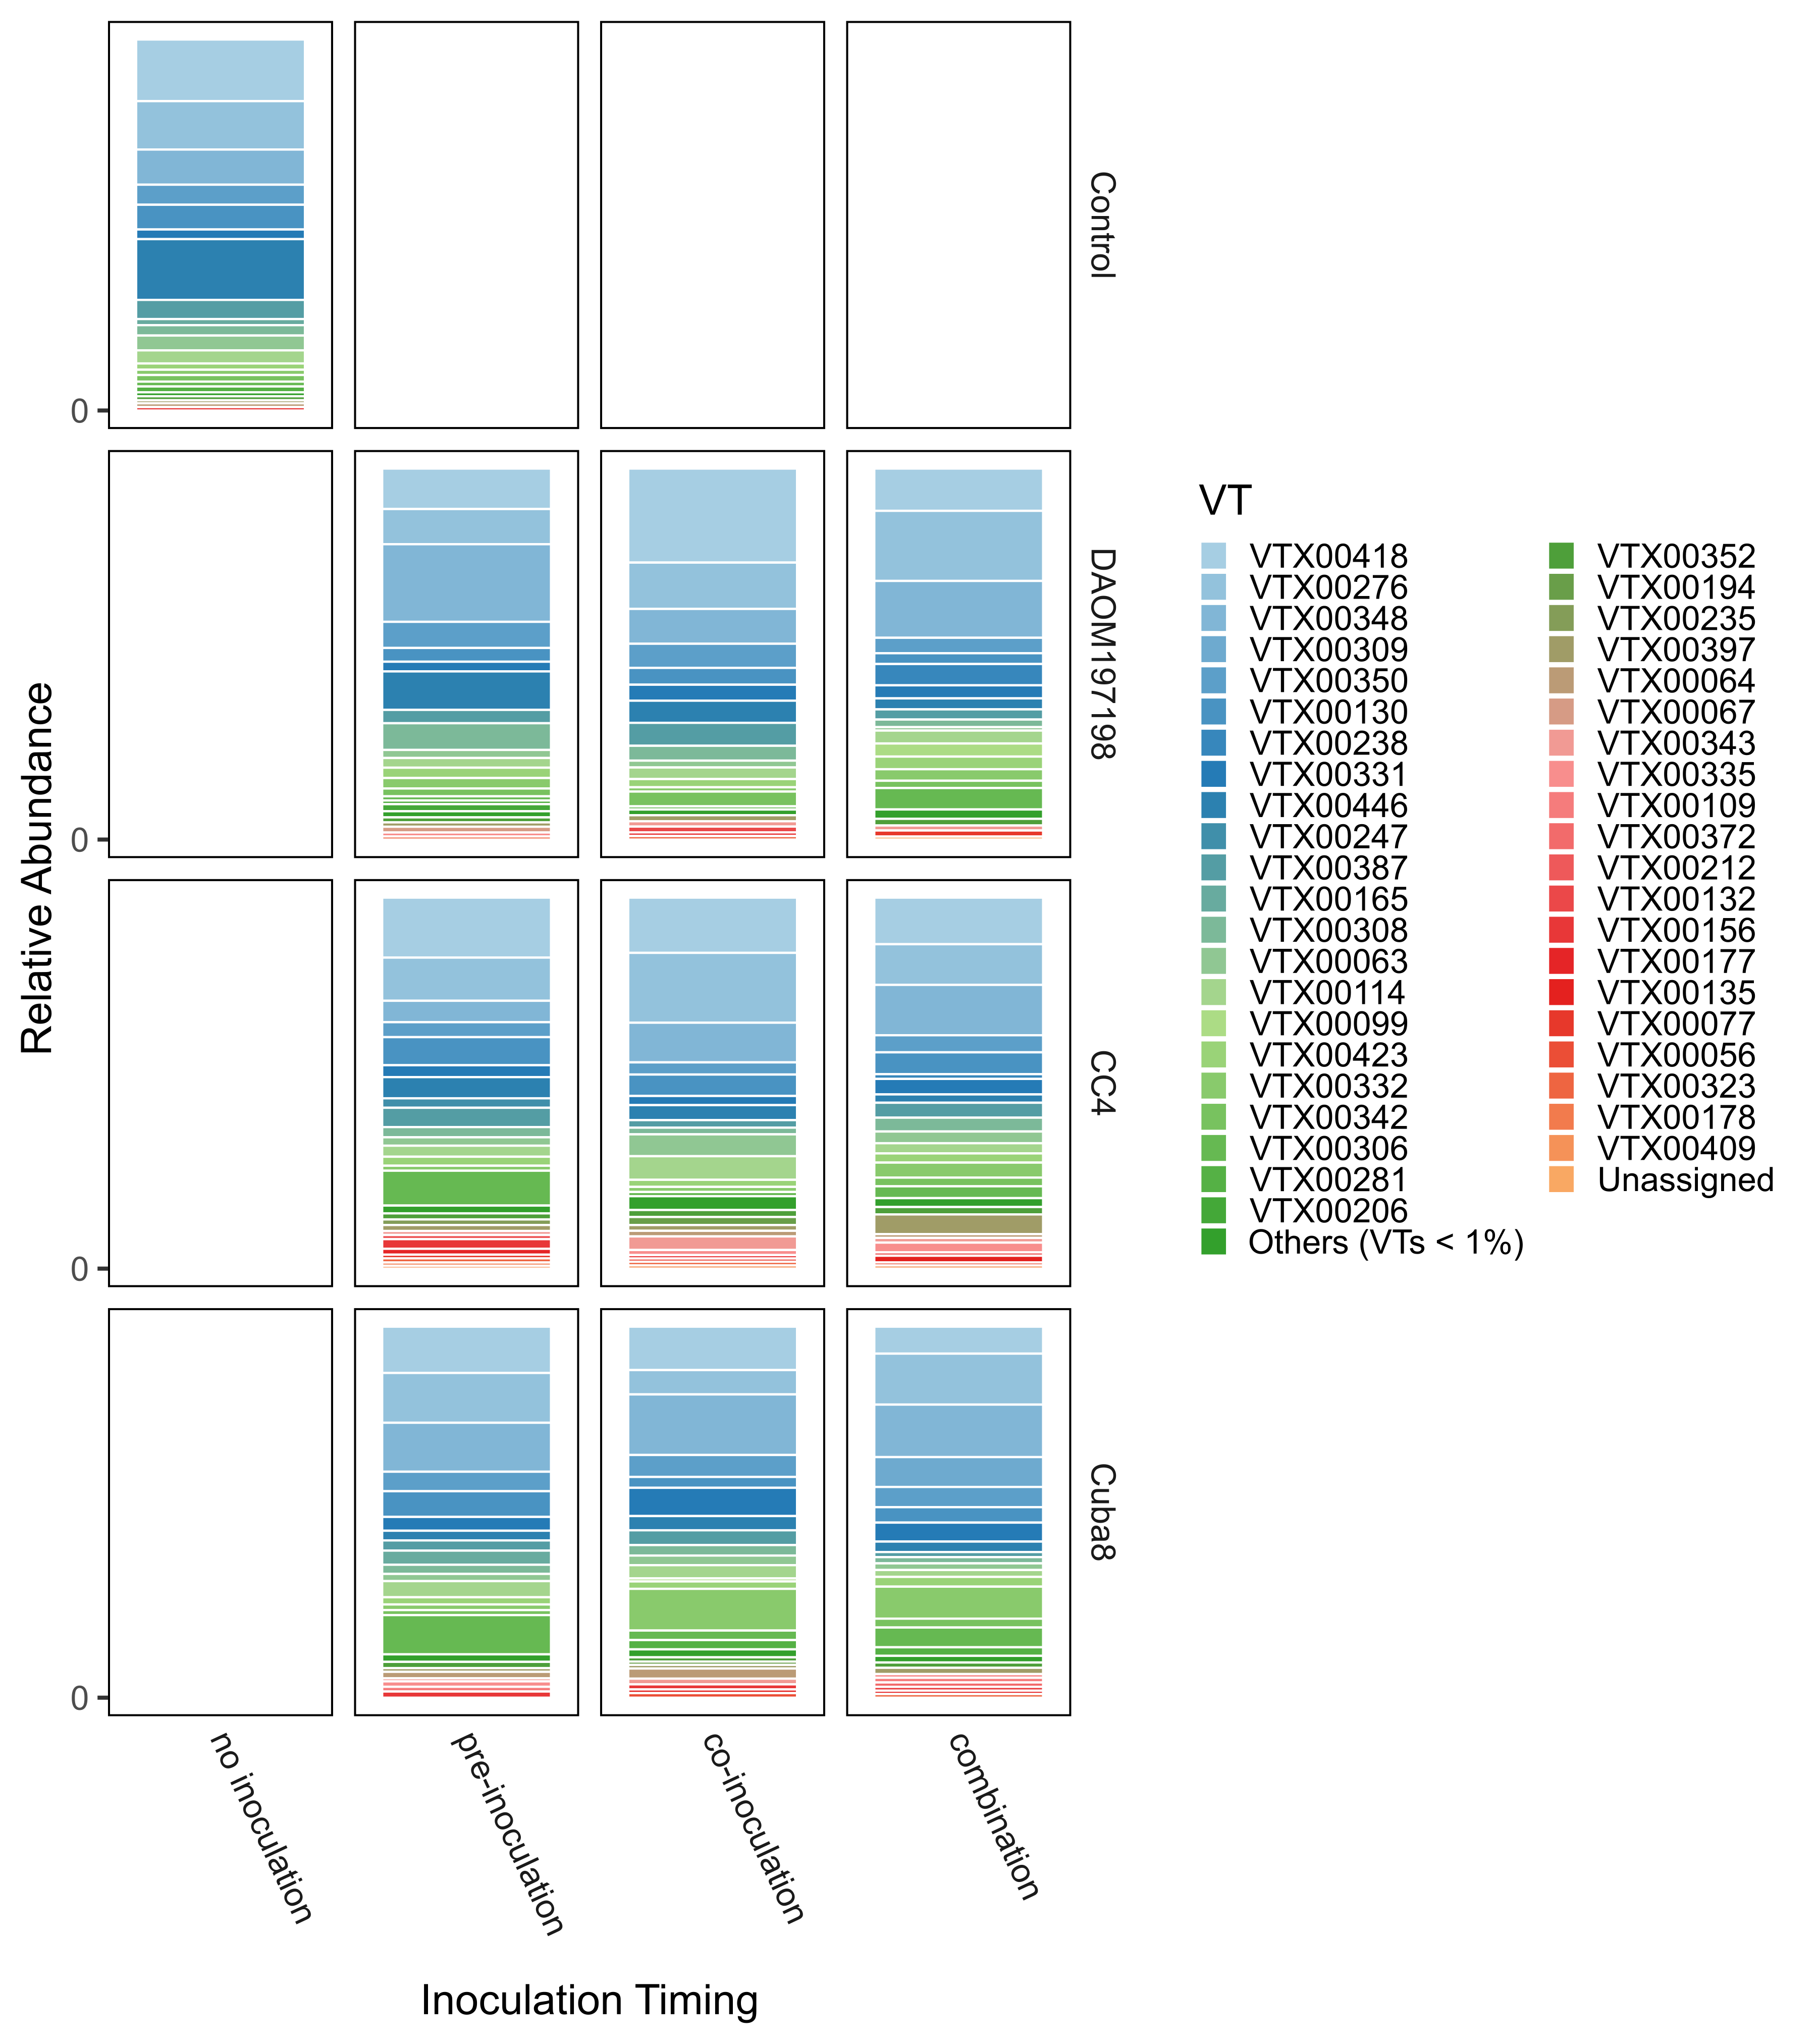 Control
0
DAOM197198
0
CC4
0
Cuba8
0
Relative Abundance
no inoculation
pre-inoculation
co-inoculation
combination
Inoculation Timing
VT
VTX00418
VTX00276
VTX00348
VTX00309
VTX00350
VTX00130
VTX00238
VTX00331
VTX00446
VTX00247
VTX00387
VTX00165
VTX00308
VTX00063
VTX00114
VTX00099
VTX00423
VTX00332
VTX00342
VTX00306
VTX00281
VTX00206
Others (VTs < 1%)
VTX00352
VTX00194
VTX00235
VTX00397
VTX00064
VTX00067
VTX00343
VTX00335
VTX00109
VTX00372
VTX00212
VTX00132
VTX00156
VTX00177
VTX00135
VTX00077
VTX00056
VTX00323
VTX00178
VTX00409
Unassigned